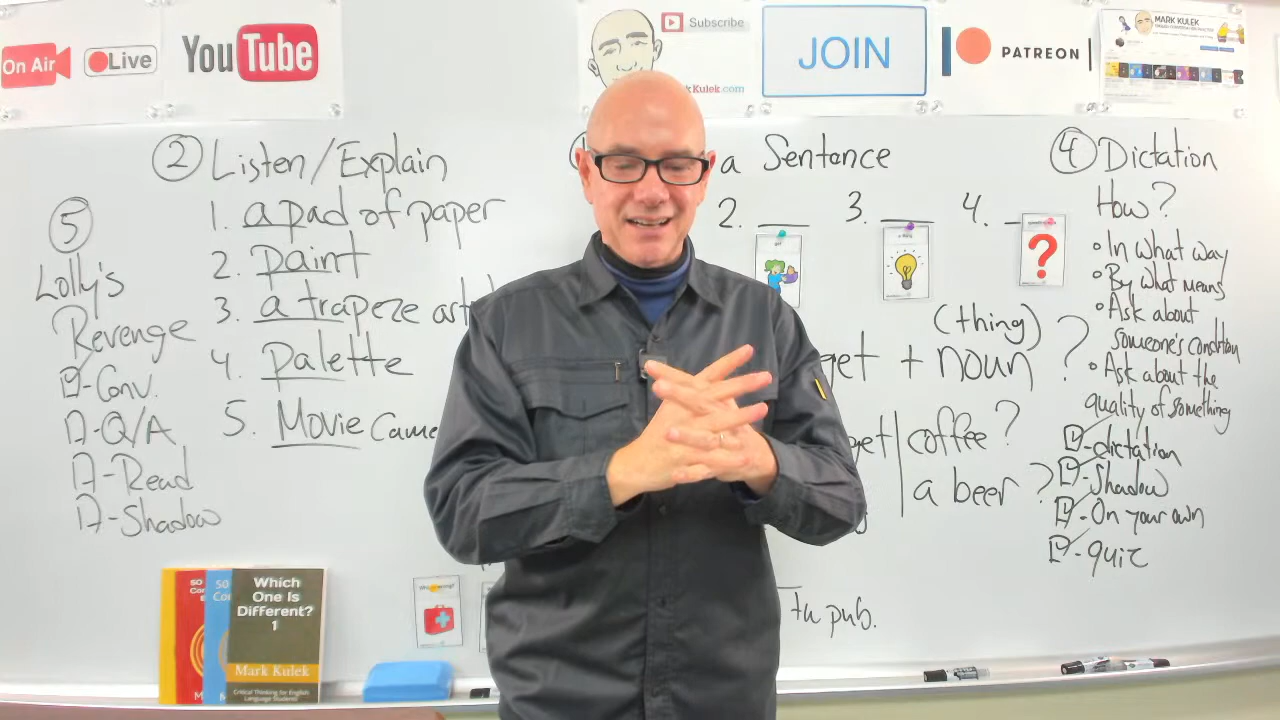 On Air
Live
YouTube
Subscribe
kKulek.com
JOIN
PATREON
MARK KULEK
② Listen/Explain
1. a pad of paper
2. paint
3. a trapeze art
4. palette
5. Movie Came
⑤
Lolly's
Revenge
-Conv.
-Q/A
-Read
-Shadow
a Sentence
2. __ 3. __ 4. _
get
a thing
?
(thing)
get + noun ?
get | coffee ?
a beer ?
the pub.
④ Dictation
How?
• In what way
• By what means
• Ask about
someone's condition
• Ask about the
quality of something
-dictation
-Shadow
-On your own
-quiz
Which
One Is
Different?
1
Mark Kulek
Critical Thinking for English
Language Students